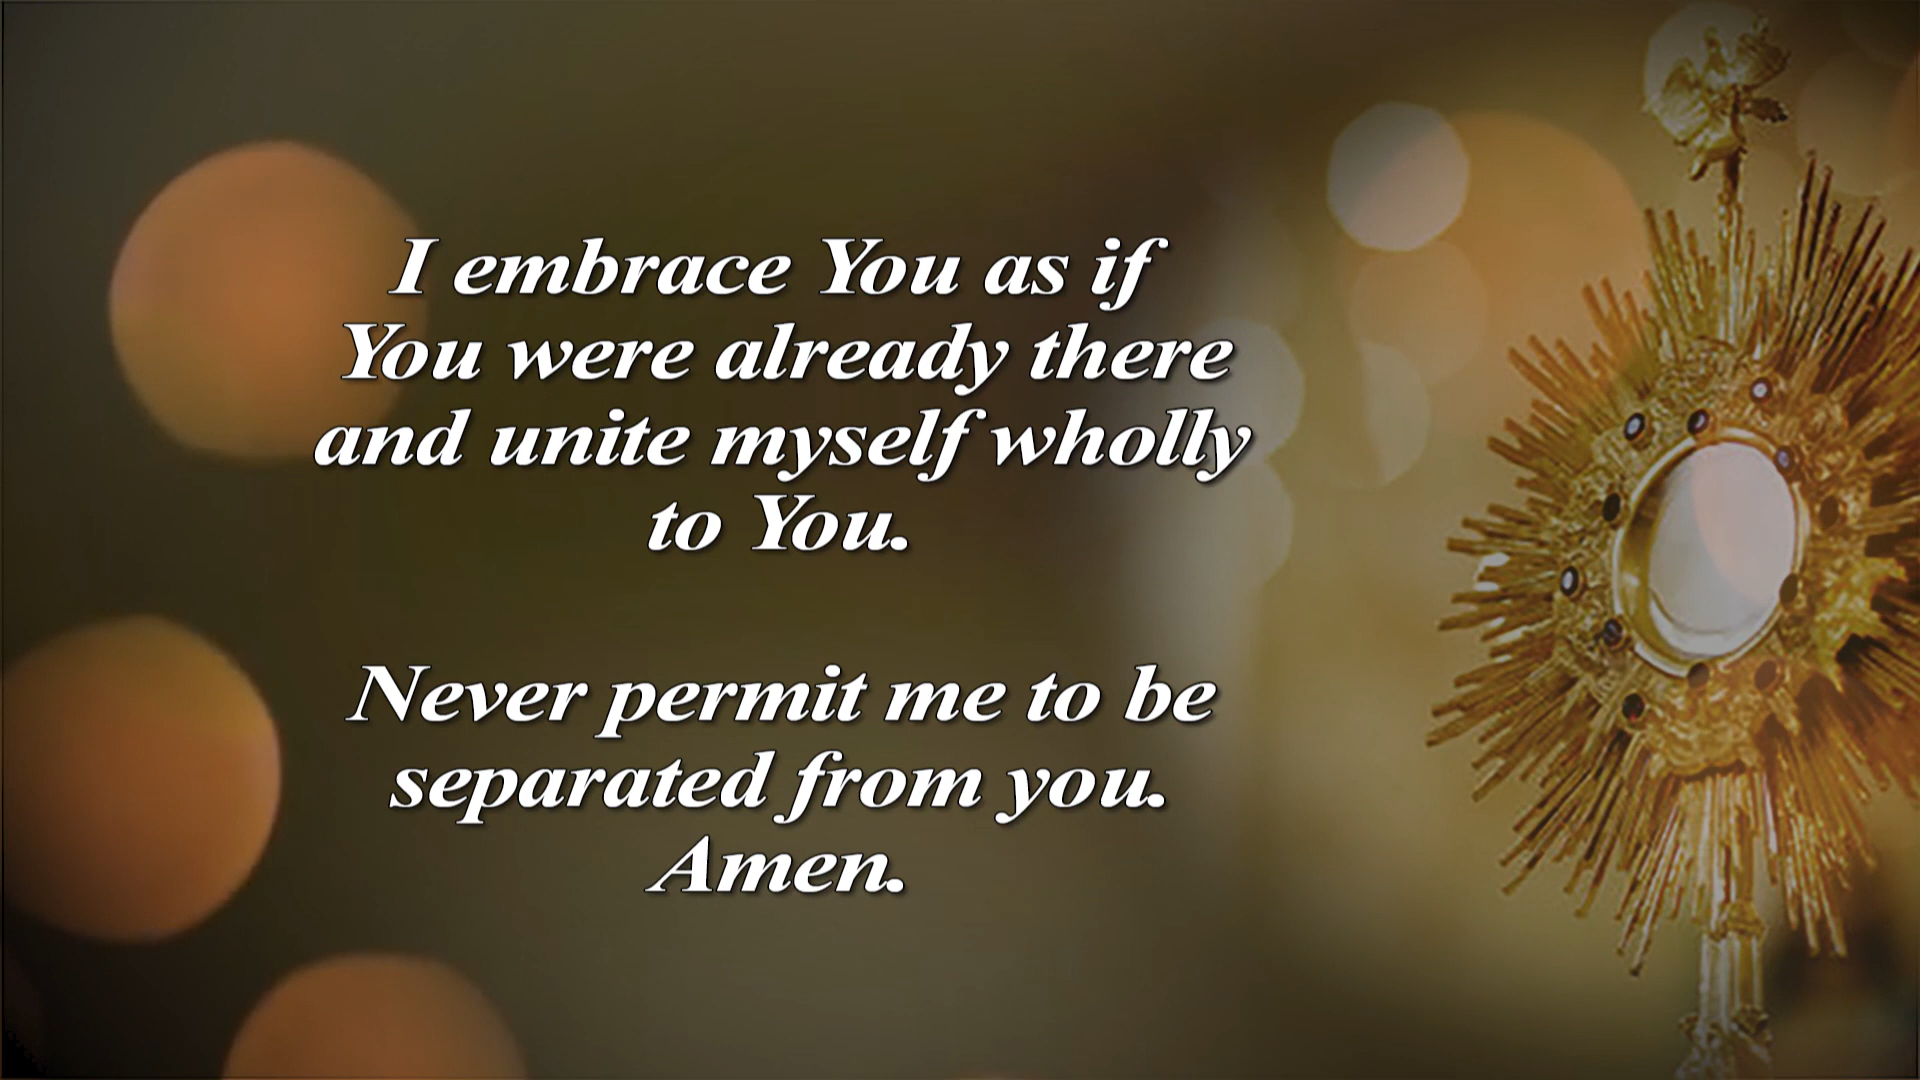 I embrace You as if
You were already there
and unite myself wholly
to You.
Never permit me to be
separated from you.
Amen.